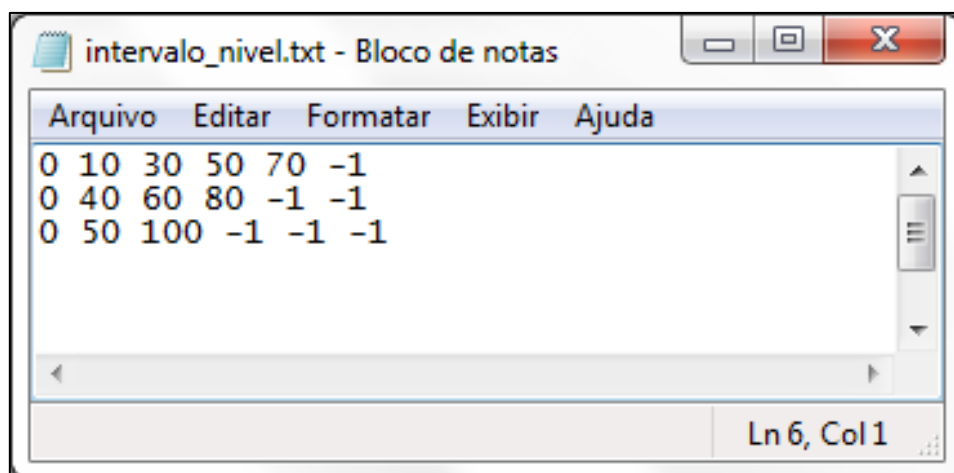 intervalo_nivel.txt - Bloco de notas
Arquivo Editar Formatar Exibir Ajuda
0 10 30 50 70 -1
0 40 60 80 -1 -1
0 50 100 -1 -1 -1
Ln 6, Col 1